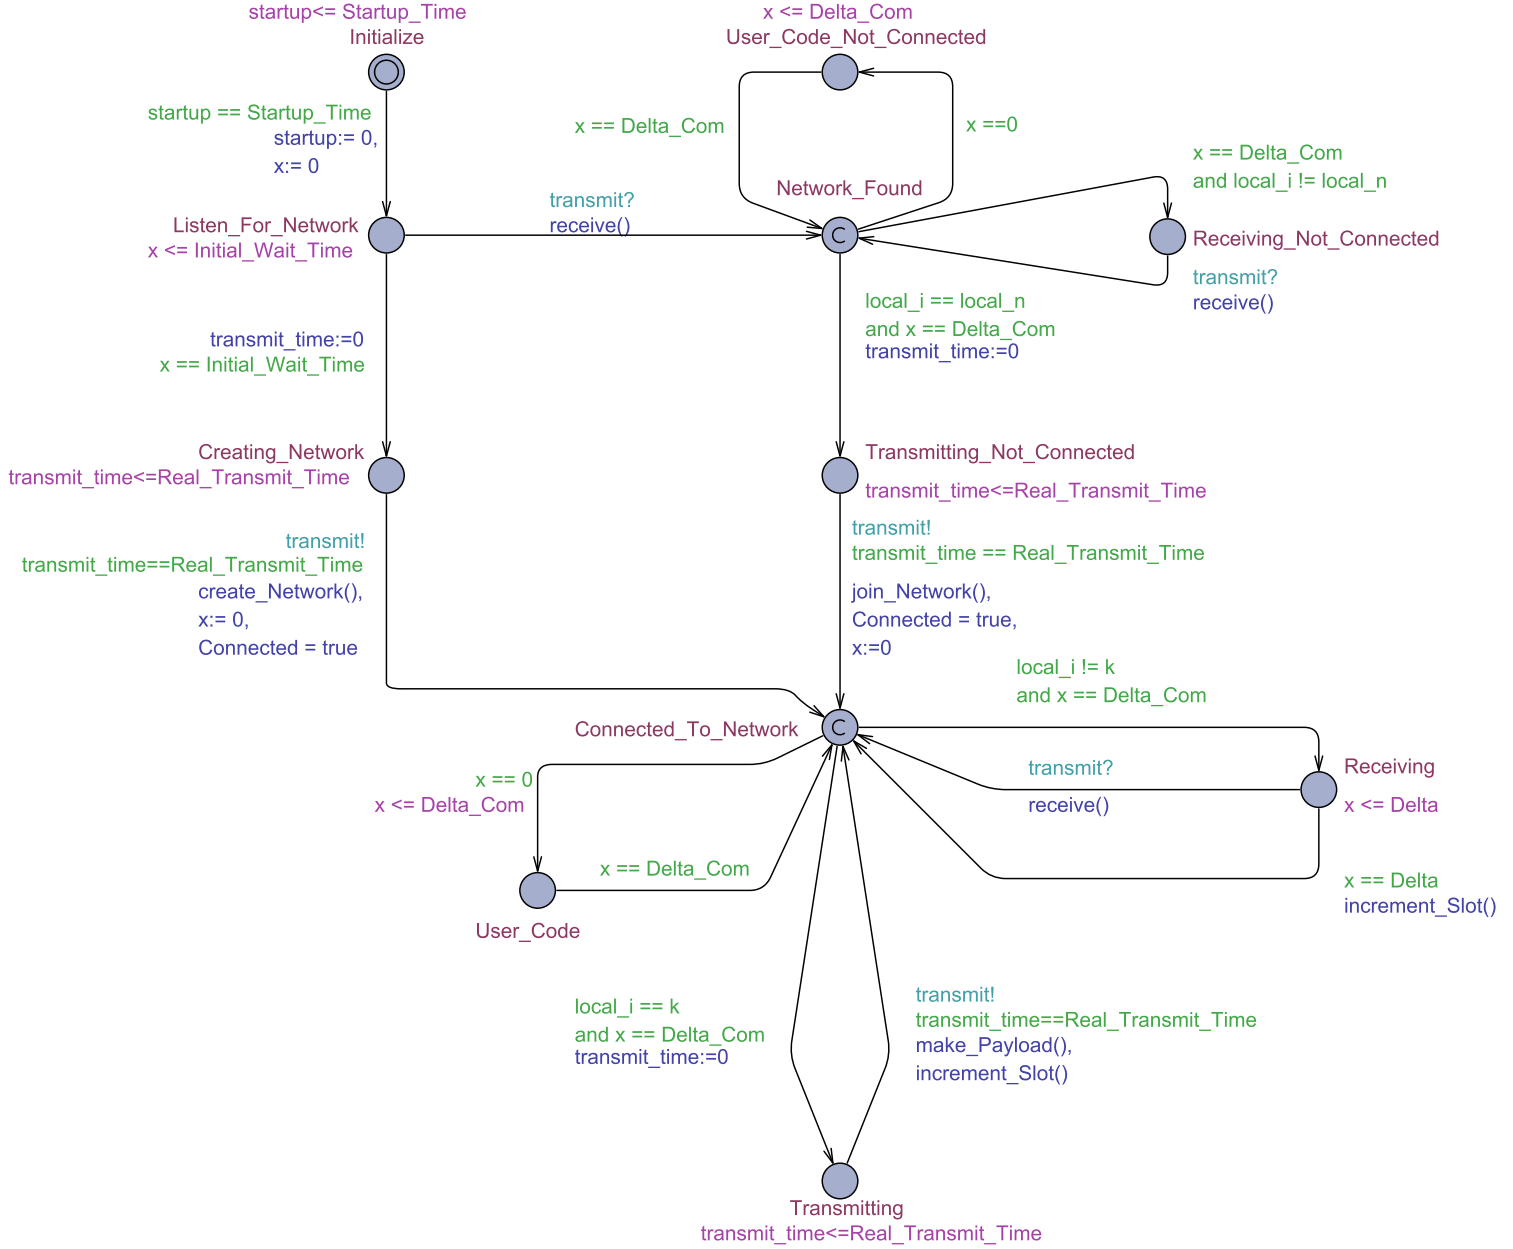 startup<= Startup_Time
Initialize
x <= Delta_Com
User_Code_Not_Connected
startup == Startup_Time
startup:= 0,
x:= 0
x == Delta_Com
x ==0
x == Delta_Com
and local_i != local_n
Network_Found
transmit?
receive()
Listen_For_Network
x <= Initial_Wait_Time
C
Receiving_Not_Connected
transmit?
receive()
transmit_time:=0
x == Initial_Wait_Time
local_i == local_n
and x == Delta_Com
transmit_time:=0
Creating_Network
transmit_time<=Real_Transmit_Time
Transmitting_Not_Connected
transmit_time<=Real_Transmit_Time
transmit!
transmit_time==Real_Transmit_Time
create_Network(),
x:= 0,
Connected = true
transmit!
transmit_time == Real_Transmit_Time
join_Network(),
Connected = true,
x:=0
local_i != k
and x == Delta_Com
Connected_To_Network
C
x == 0
x <= Delta_Com
transmit?
receive()
Receiving
x <= Delta
x == Delta_Com
x == Delta
increment_Slot()
User_Code
local_i == k
and x == Delta_Com
transmit_time:=0
transmit!
transmit_time==Real_Transmit_Time
make_Payload(),
increment_Slot()
Transmitting
transmit_time<=Real_Transmit_Time